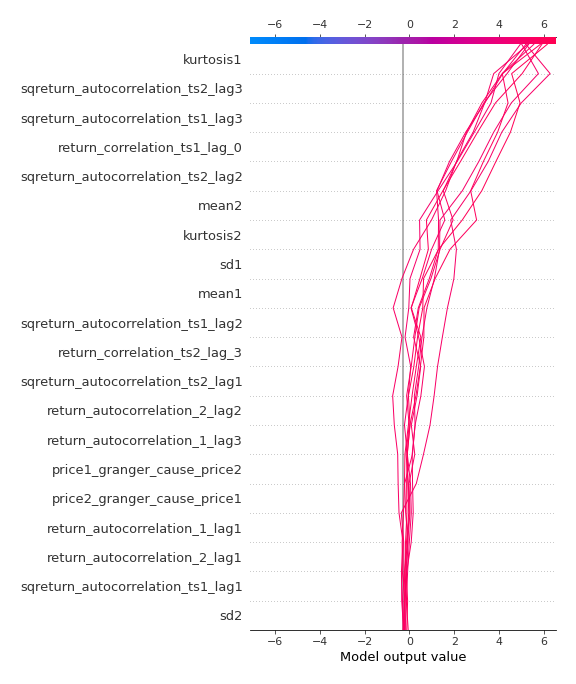 −6 −4 −2 0 2 4 6
kurtosis1
sqreturn_autocorrelation_ts2_lag3
sqreturn_autocorrelation_ts1_lag3
return_correlation_ts1_lag_0
sqreturn_autocorrelation_ts2_lag2
mean2
kurtosis2
sd1
mean1
sqreturn_autocorrelation_ts1_lag2
return_correlation_ts2_lag_3
sqreturn_autocorrelation_ts2_lag1
return_autocorrelation_2_lag2
return_autocorrelation_1_lag3
price1_granger_cause_price2
price2_granger_cause_price1
return_autocorrelation_1_lag1
return_autocorrelation_2_lag1
sqreturn_autocorrelation_ts1_lag1
sd2
−6 −4 −2 0 2 4 6
Model output value